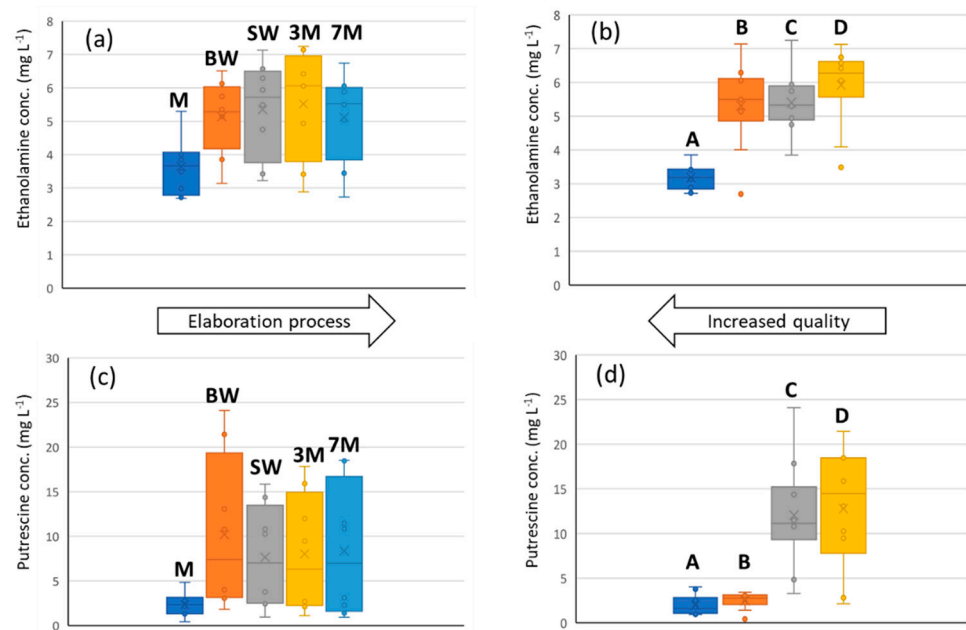 (a)
Ethanolamine conc. (mg L⁻¹)
8
7
6
5
4
3
2
1
0
M
BW
SW
3M
7M
(b)
Ethanolamine conc. (mg L⁻¹)
8
7
6
5
4
3
2
1
0
A
B
C
D
Elaboration process
Increased quality
(c)
Putrescine conc. (mg L⁻¹)
30
25
20
15
10
5
0
M
BW
SW
3M
7M
(d)
Putrescine conc. (mg L⁻¹)
30
25
20
15
10
5
0
A
B
C
D